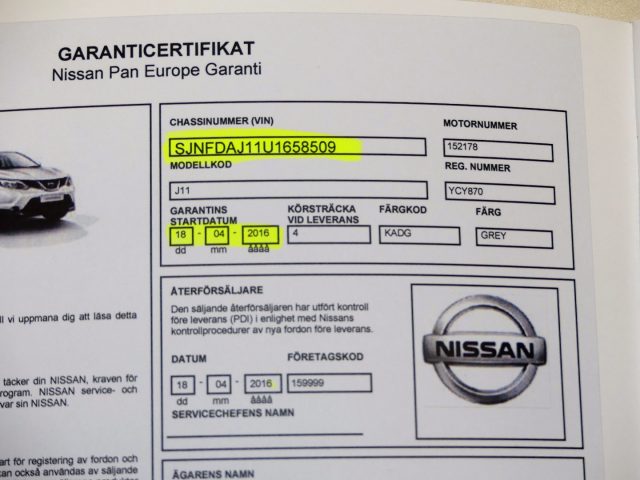 GARANTICERTIFIKAT
Nissan Pan Europe Garanti
CHASSINUMMER (VIN)
SJNFDAJ11U1658509
MOTORNUMMER
152178
MODELLKOD
J11
REG. NUMMER
YCY870
GARANTINS STARTDATUM
18 - 04 - 2016
dd mm åååå
KÖRSTRÄCKA VID LEVERANS
4
FÄRGKOD
KADG
FÄRG
GREY
ll vi uppmana dig att läsa detta
täcker din NISSAN, kraven för
program. NISSAN service- och
var sin NISSAN.
art för registering av fordon och
kan också användas av säljande
ÅTERFÖRSÄLJARE
Den säljande återförsäljaren har utfört kontroll
före leverans (PDI) i enlighet med Nissans
kontrollprocedurer av nya fordon före leverans.
DATUM
18 - 04 - 2016
dd mm åååå
FÖRETAGSKOD
159999
SERVICECHEFENS NAMN
NISSAN
ÄGARENS NAMN